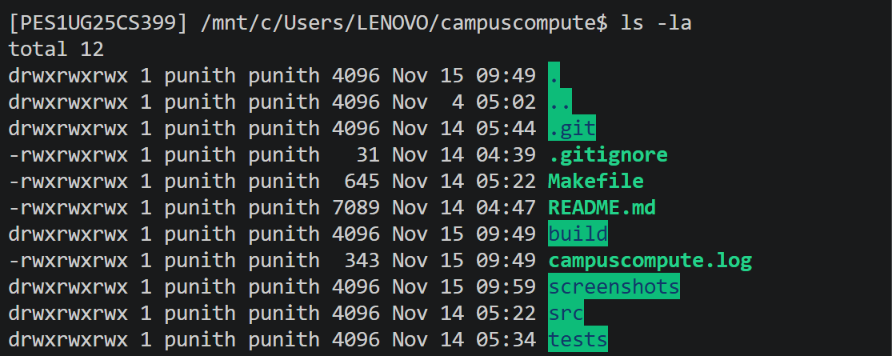 [PES1UG25CS399] /mnt/c/Users/LENOVO/campuscompute$ ls -la
total 12
drwxrwxrwx 1 punith punith 4096 Nov 15 09:49 .
drwxrwxrwx 1 punith punith 4096 Nov  4 05:02 ..
drwxrwxrwx 1 punith punith 4096 Nov 14 05:44 .git
-rwxrwxrwx 1 punith punith   31 Nov 14 04:39 .gitignore
-rwxrwxrwx 1 punith punith  645 Nov 14 05:22 Makefile
-rwxrwxrwx 1 punith punith 7089 Nov 14 04:47 README.md
drwxrwxrwx 1 punith punith 4096 Nov 15 09:49 build
-rwxrwxrwx 1 punith punith  343 Nov 15 09:49 campuscompute.log
drwxrwxrwx 1 punith punith 4096 Nov 15 09:59 screenshots
drwxrwxrwx 1 punith punith 4096 Nov 14 05:22 src
drwxrwxrwx 1 punith punith 4096 Nov 14 05:34 tests